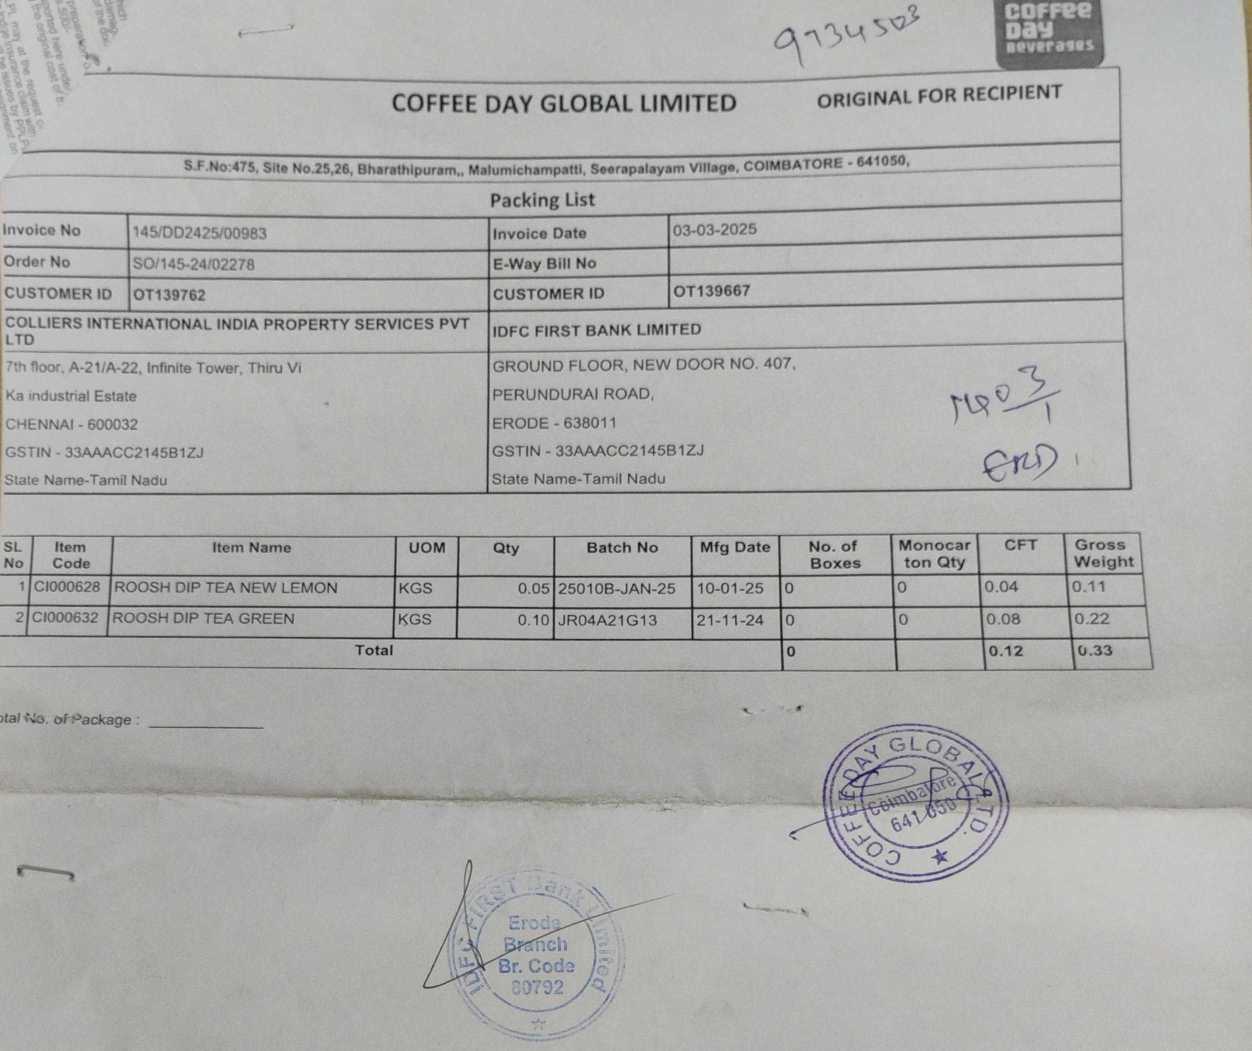 9734503
COFFEE
DAY
BEVERAGES
COFFEE DAY GLOBAL LIMITED ORIGINAL FOR RECIPIENT
S.F.No:475, Site No.25,26, Bharathipuram,, Malumichampatti, Seerapalayam Village, COIMBATORE - 641050,
Packing List
Invoice No 145/DD2425/00983 Invoice Date 03-03-2025
Order No SO/145-24/02278 E-Way Bill No
CUSTOMER ID OT139762 CUSTOMER ID OT139667
COLLIERS INTERNATIONAL INDIA PROPERTY SERVICES PVT LTD
IDFC FIRST BANK LIMITED
7th floor, A-21/A-22, Infinite Tower, Thiru Vi
Ka industrial Estate
CHENNAI - 600032
GSTIN - 33AAACC2145B1ZJ
State Name-Tamil Nadu
GROUND FLOOR, NEW DOOR NO. 407,
PERUNDURAI ROAD,
ERODE - 638011
GSTIN - 33AAACC2145B1ZJ
State Name-Tamil Nadu
ERD
SL No Item Code Item Name UOM Qty Batch No Mfg Date No. of Boxes Monocar ton Qty CFT Gross Weight
1 CI000628 ROOSH DIP TEA NEW LEMON KGS 0.05 25010B-JAN-25 10-01-25 0 0 0.04 0.11
2 CI000632 ROOSH DIP TEA GREEN KGS 0.10 JR04A21G13 21-11-24 0 0 0.08 0.22
Total 0 0.12 0.33
otal No. of Package :
COFFEE DAY GLOBAL LTD.
Coimbatore
641 050
IDFC FIRST Bank Limited
Erode
Branch
Br. Code
80792